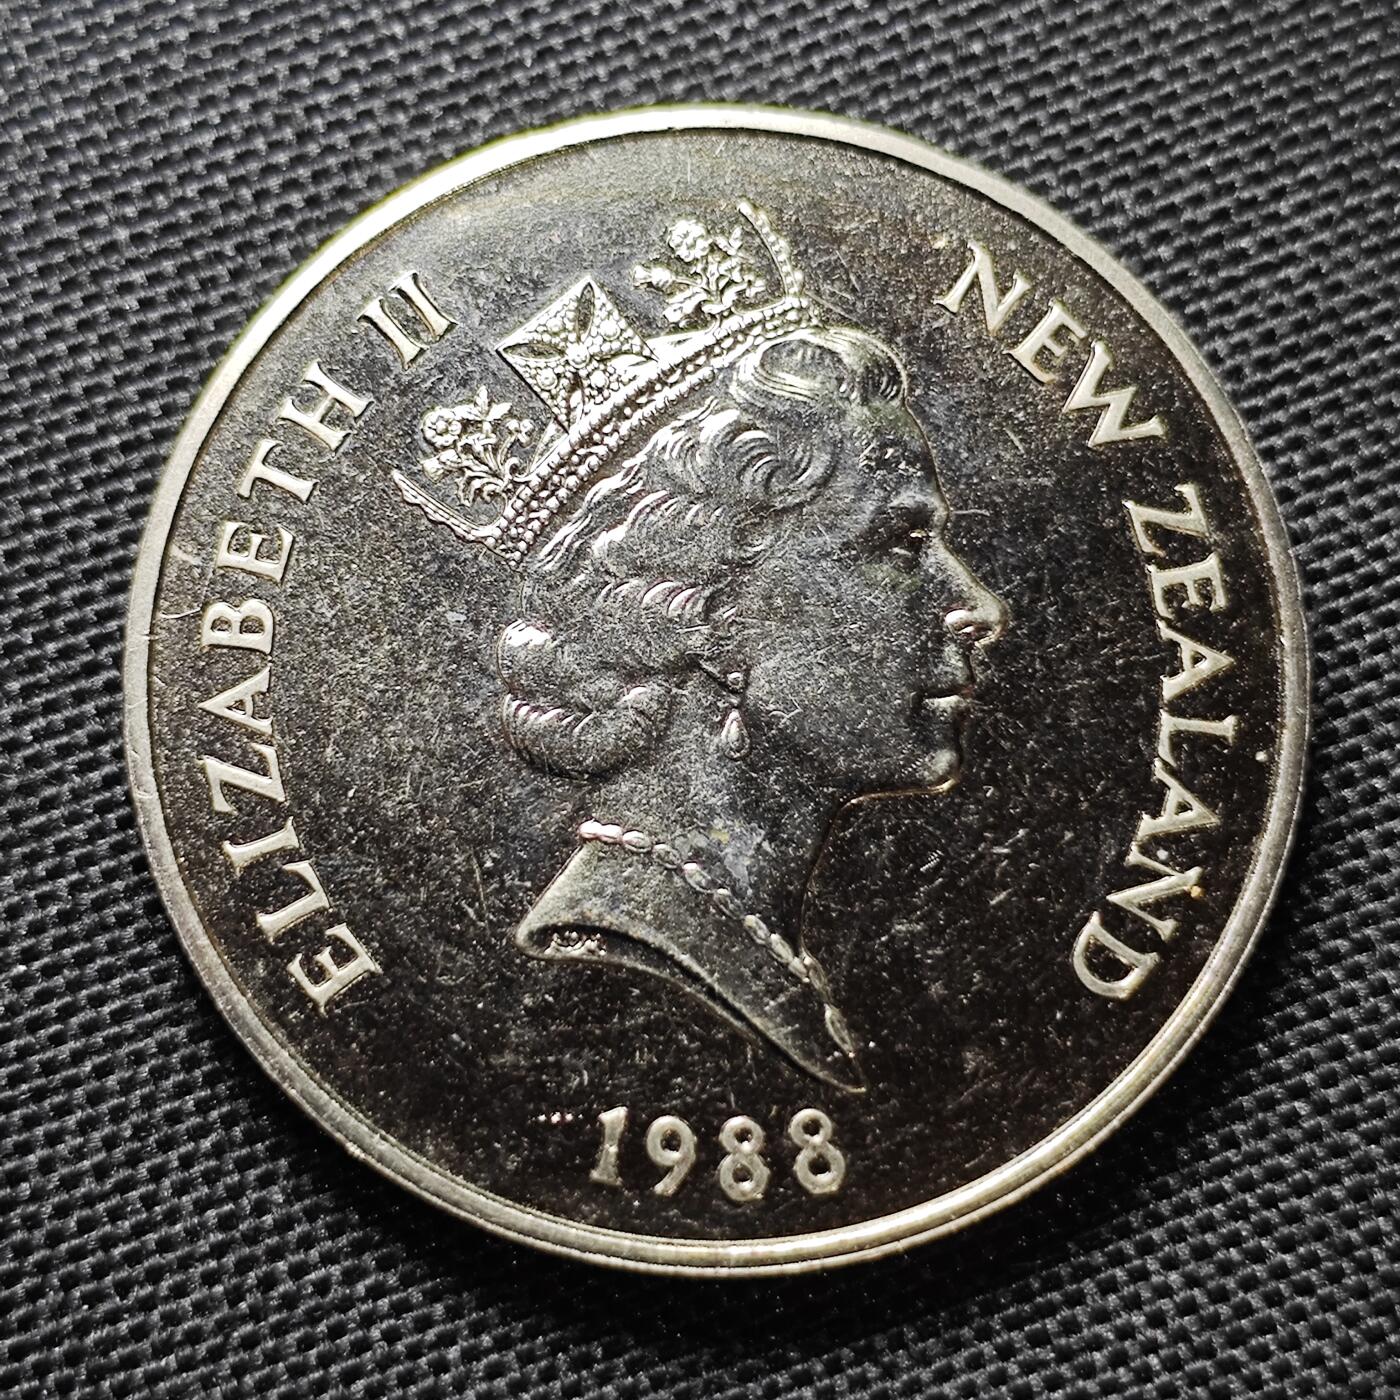 ELIZABETH II
NEW ZEALAND
1988